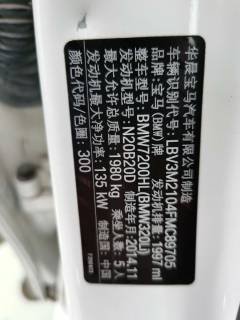 华晨宝马汽车有限公司制造
车辆识别代号: LBV3M2104FMC89705
品牌: 宝马(BMW)牌 发动机排量: 1997 ml
整车型号: BMW7200HL(BMW320Li)
发动机型号: N20B20D 制造年月: 2014.11
最大允许总质量: 1980 kg 乘坐人数: 5 人
发动机最大净功率: 135 kW 中国制造
颜色代码/色圈: 300